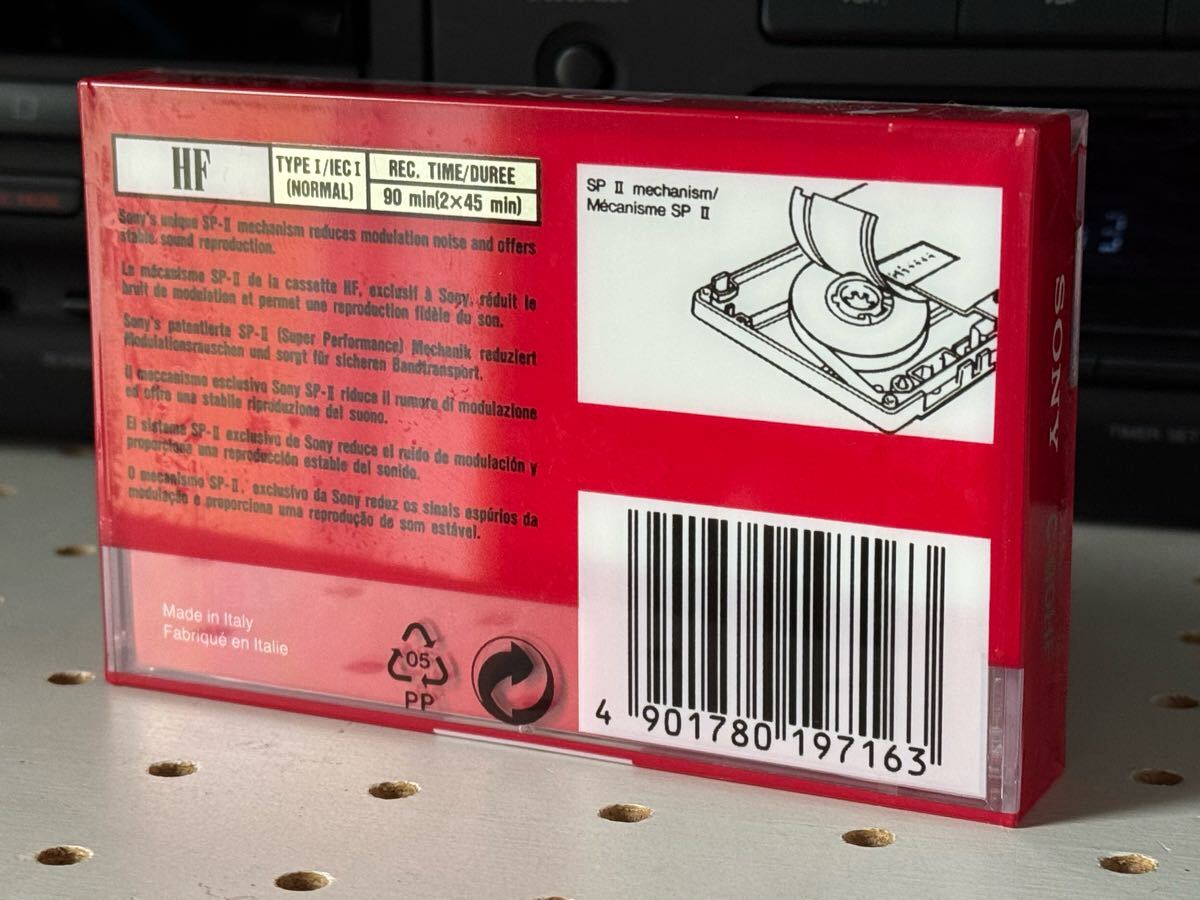 HF
TYPE I/IEC I
(NORMAL)
REC. TIME/DUREE
90 min(2×45 min)
Sony's unique SP-II mechanism reduces modulation noise and offers
stable sound reproduction.
Le mécanisme SP-II de la cassette HF, exclusif à Sony, réduit le
bruit de modulation et permet une reproduction fidèle du son.
Sony's patentierte SP-II (Super Performance) Mechanik reduziert
Modulationsrauschen und sorgt für sicheren Bandtransport.
Il meccanismo esclusivo Sony SP-II riduce il rumore di modulazione
ed offre una stabile riproduzione del suono.
El sistema SP-II exclusivo de Sony reduce el ruido de modulación y
proporciona una reproducción estable del sonido.
O mecanismo SP-II, exclusivo da Sony reduz os sinais espúrios da
modulação e proporciona uma reprodução de som estável.
Made in Italy
Fabriqué en Italie
05
PP
SP II mechanism/
Mécanisme SP II
4 901780 197163
SONY
SONY
TIMER SET